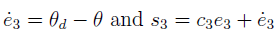 ė₃ = θ_d − θ and s₃ = c₃e₃ + ė₃